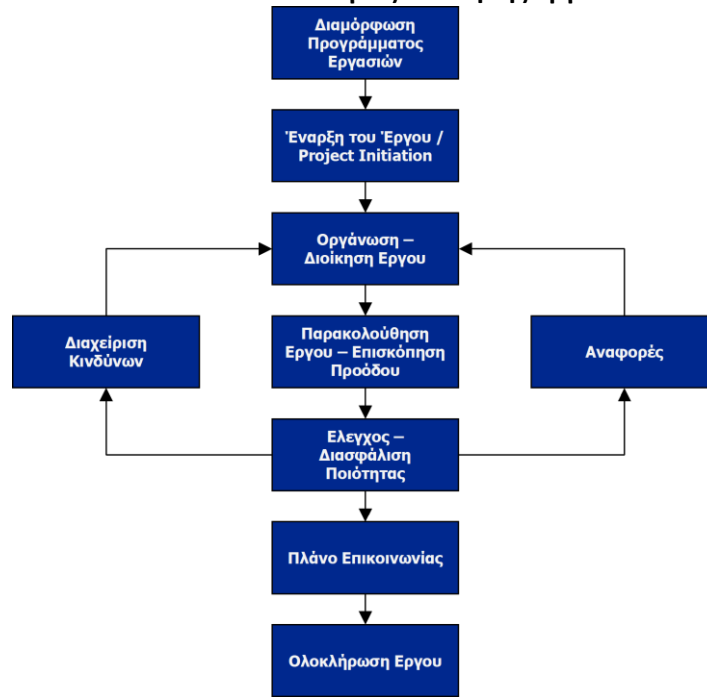 Διαμόρφωση
Προγράμματος
Εργασιών
Έναρξη του Έργου /
Project Initiation
Οργάνωση –
Διοίκηση Εργου
Διαχείριση
Κινδύνων
Παρακολούθηση
Εργου – Επισκόπηση
Προόδου
Αναφορές
Ελεγχος –
Διασφάλιση
Ποιότητας
Πλάνο Επικοινωνίας
Ολοκλήρωση Εργου